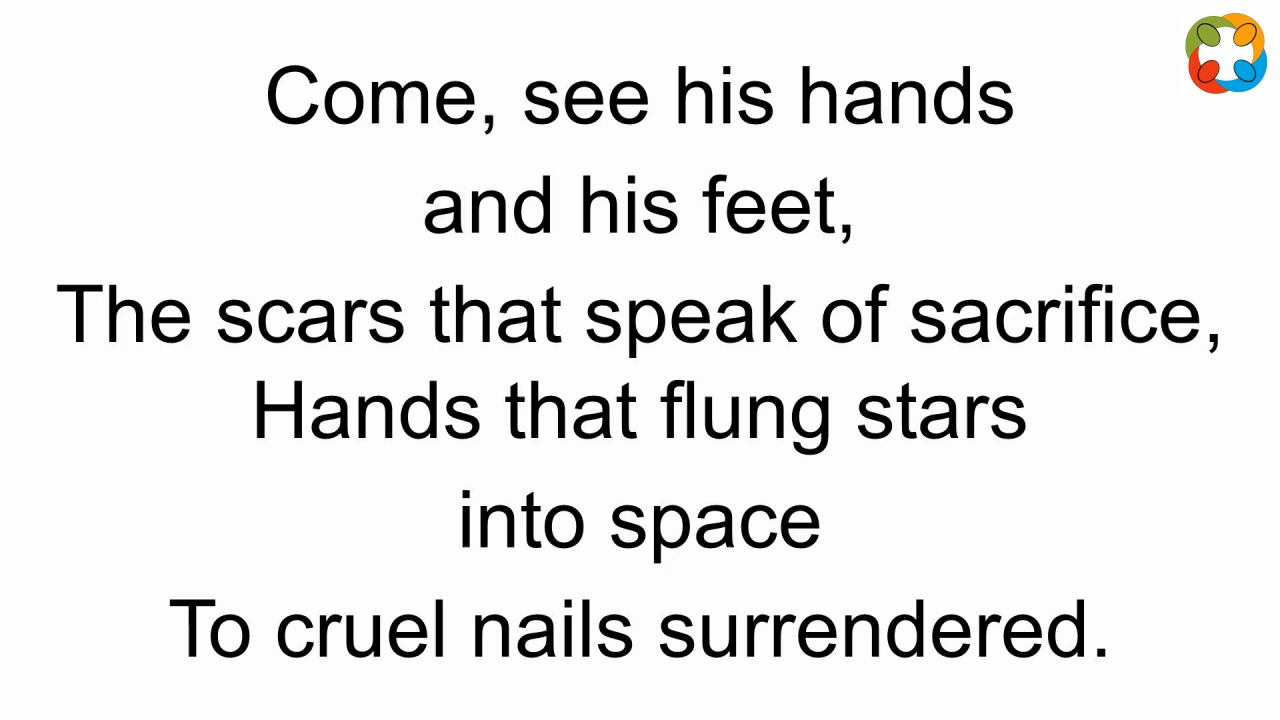 Come, see his hands
and his feet,
The scars that speak of sacrifice,
Hands that flung stars
into space
To cruel nails surrendered.